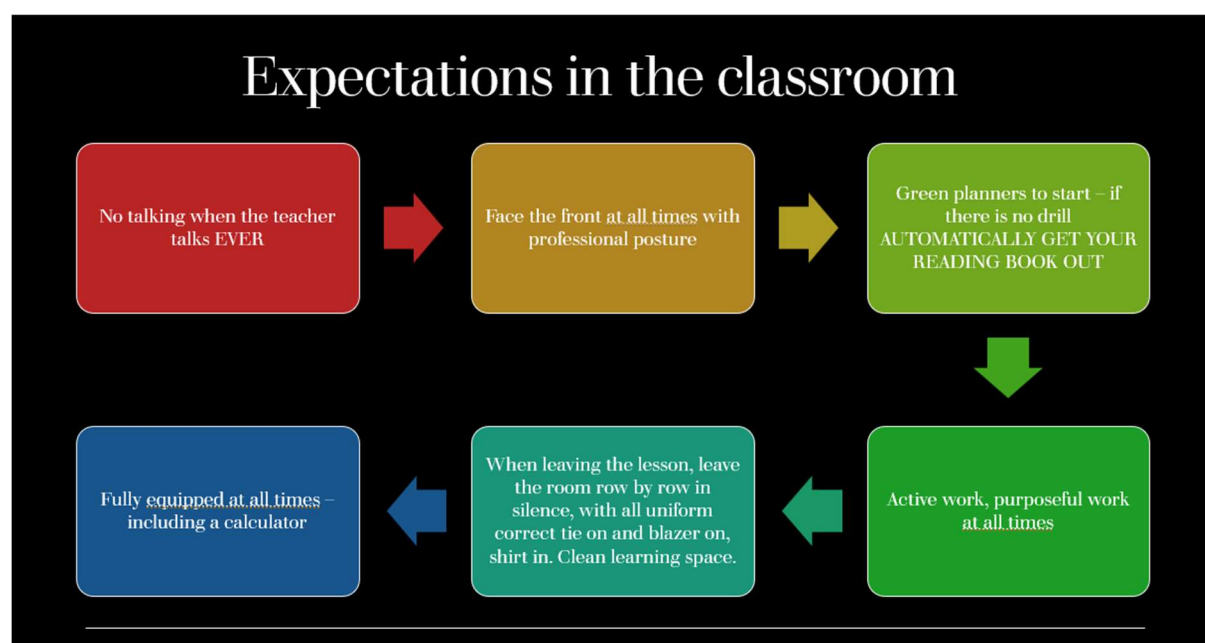 Expectations in the classroom
No talking when the teacher
talks EVER
Face the front at all times with
professional posture
Green planners to start – if
there is no drill
AUTOMATICALLY GET YOUR
READING BOOK OUT
Active work, purposeful work
at all times
When leaving the lesson, leave
the room row by row in
silence, with all uniform
correct tie on and blazer on,
shirt in. Clean learning space.
Fully equipped at all times –
including a calculator